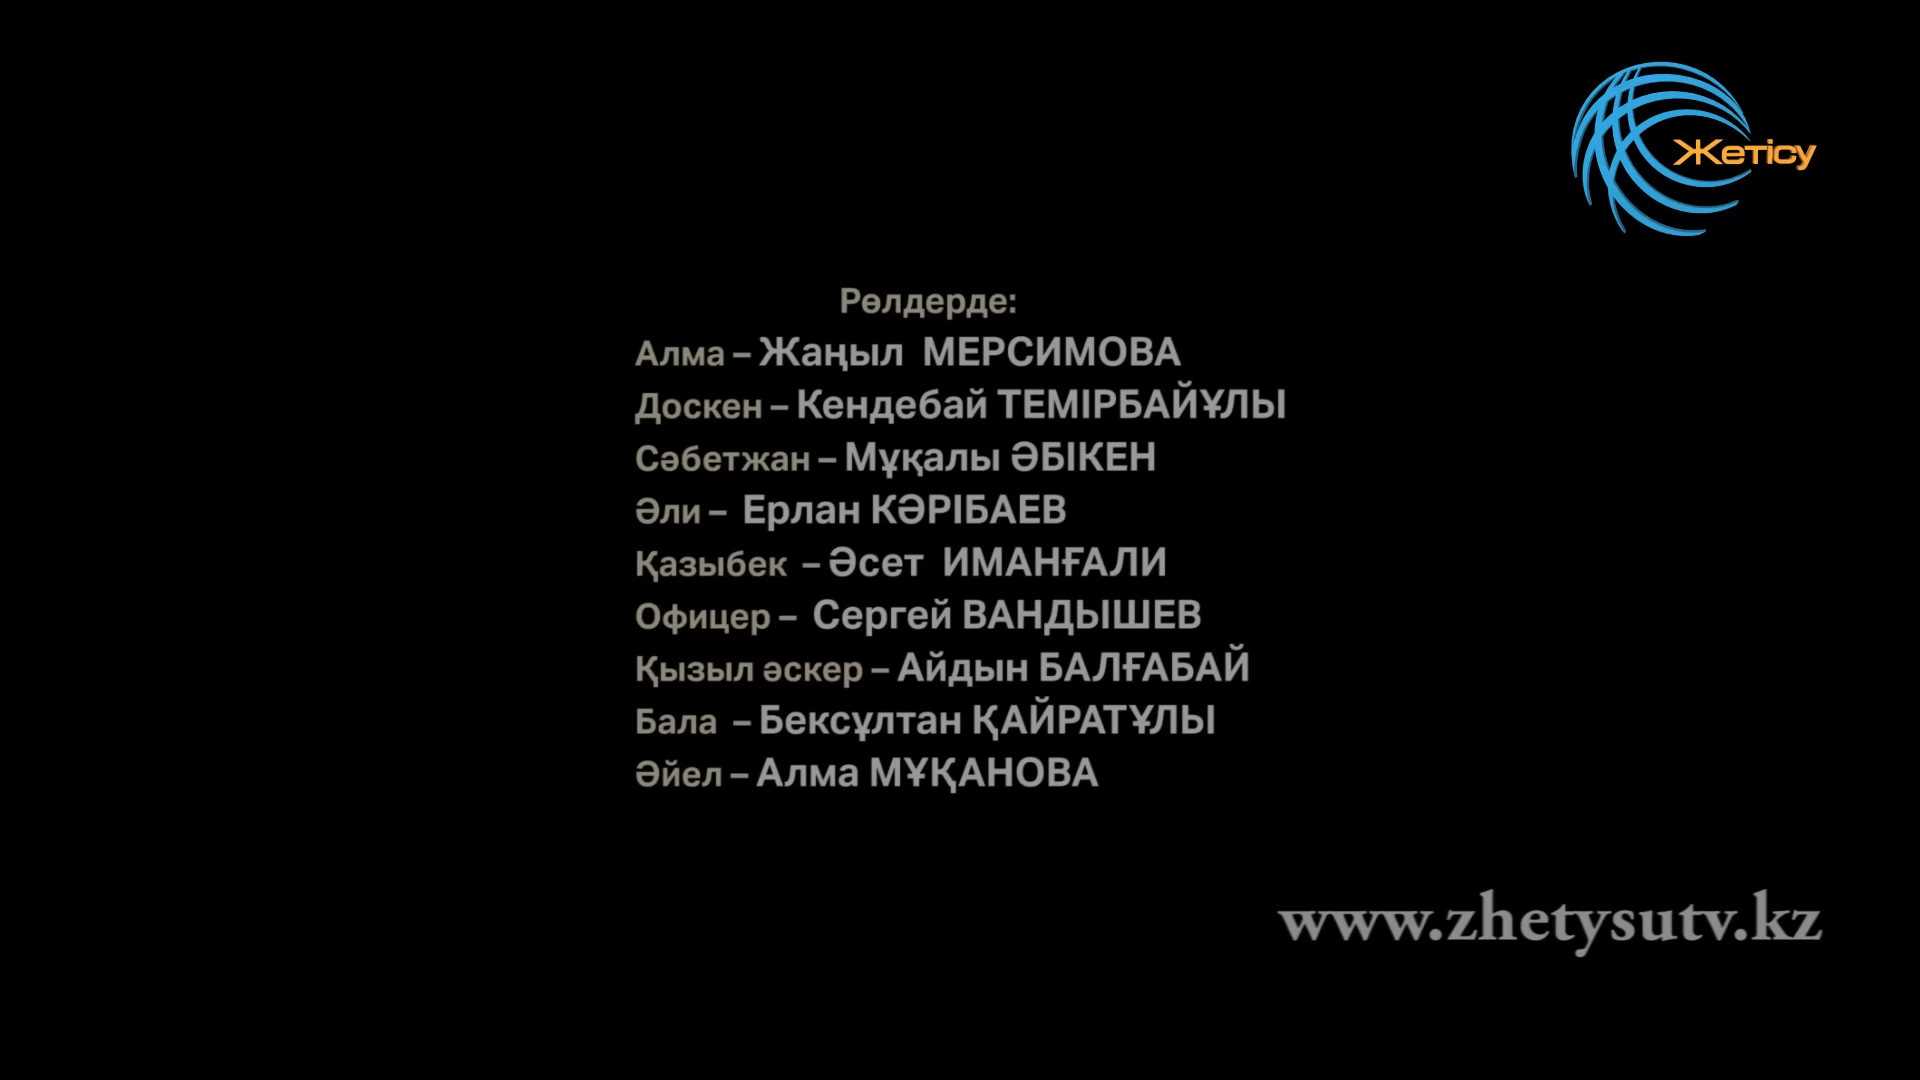 Жетісу
Рөлдерде:
Алма – Жаңыл МЕРСИМОВА
Доскен – Кендебай ТЕМІРБАЙҰЛЫ
Сәбетжан – Мұқалы ӘБІКЕН
Әли – Ерлан КӘРІБАЕВ
Қазыбек – Әсет ИМАНҒАЛИ
Офицер – Сергей ВАНДЫШЕВ
Қызыл әскер – Айдын БАЛҒАБАЙ
Бала – Бексұлтан ҚАЙРАТҰЛЫ
Әйел – Алма МҰҚАНОВА
www.zhetysutv.kz